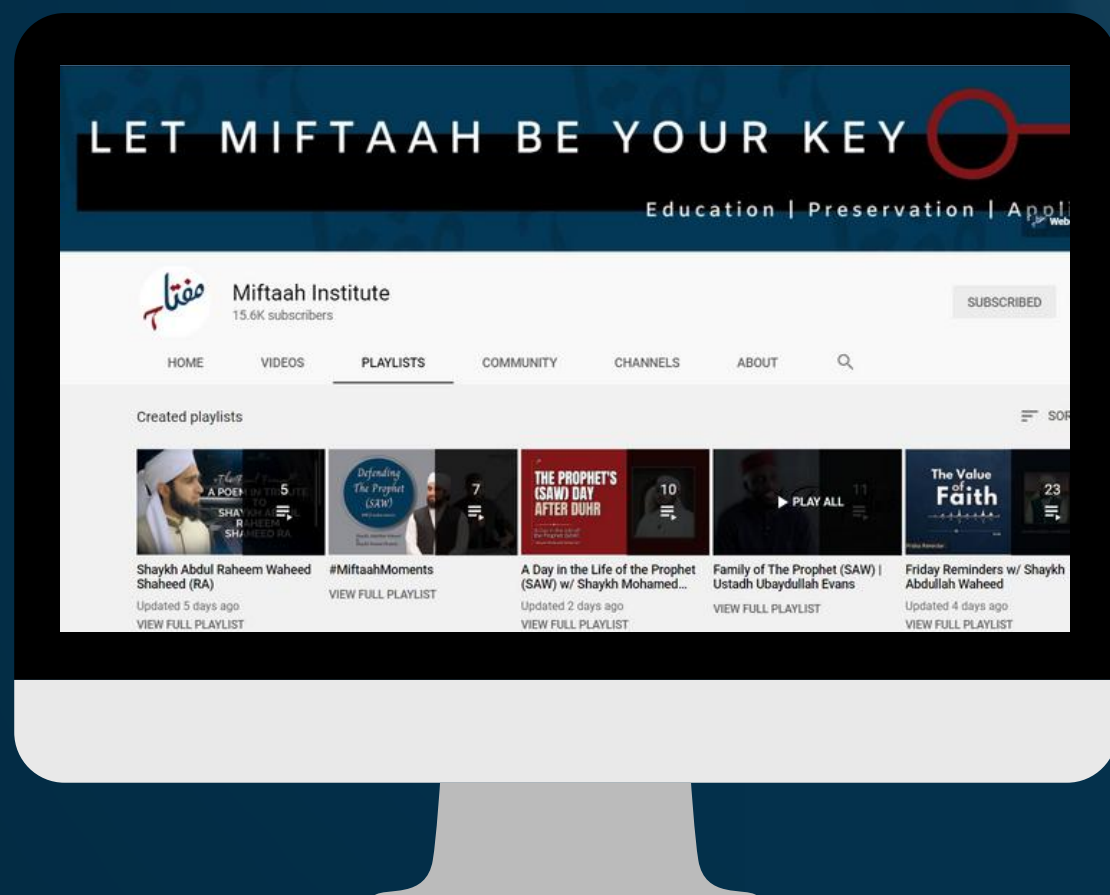 LET MIFTAAH BE YOUR KEY
Education | Preservation | Appli
Web
مفتاح
Miftaah Institute
15.6K subscribers
SUBSCRIBED
HOME VIDEOS PLAYLISTS COMMUNITY CHANNELS ABOUT
Created playlists
SOR
A POEM IN TRIBUTE
TO
SHAYKH ABDUL
RAHEEM
SHAHEED RA
5
Defending
The Prophet
(SAW)
7
THE PROPHET'S
(SAW) DAY
AFTER DUHR
10
PLAY ALL
11
The Value
of
Faith
23
Shaykh Abdul Raheem Waheed
Shaheed (RA)
Updated 5 days ago
VIEW FULL PLAYLIST
#MiftaahMoments
VIEW FULL PLAYLIST
A Day in the Life of the Prophet
(SAW) w/ Shaykh Mohamed...
Updated 2 days ago
VIEW FULL PLAYLIST
Family of The Prophet (SAW) |
Ustadh Ubaydullah Evans
VIEW FULL PLAYLIST
Friday Reminders w/ Shaykh
Abdullah Waheed
Updated 4 days ago
VIEW FULL PLAYLIST